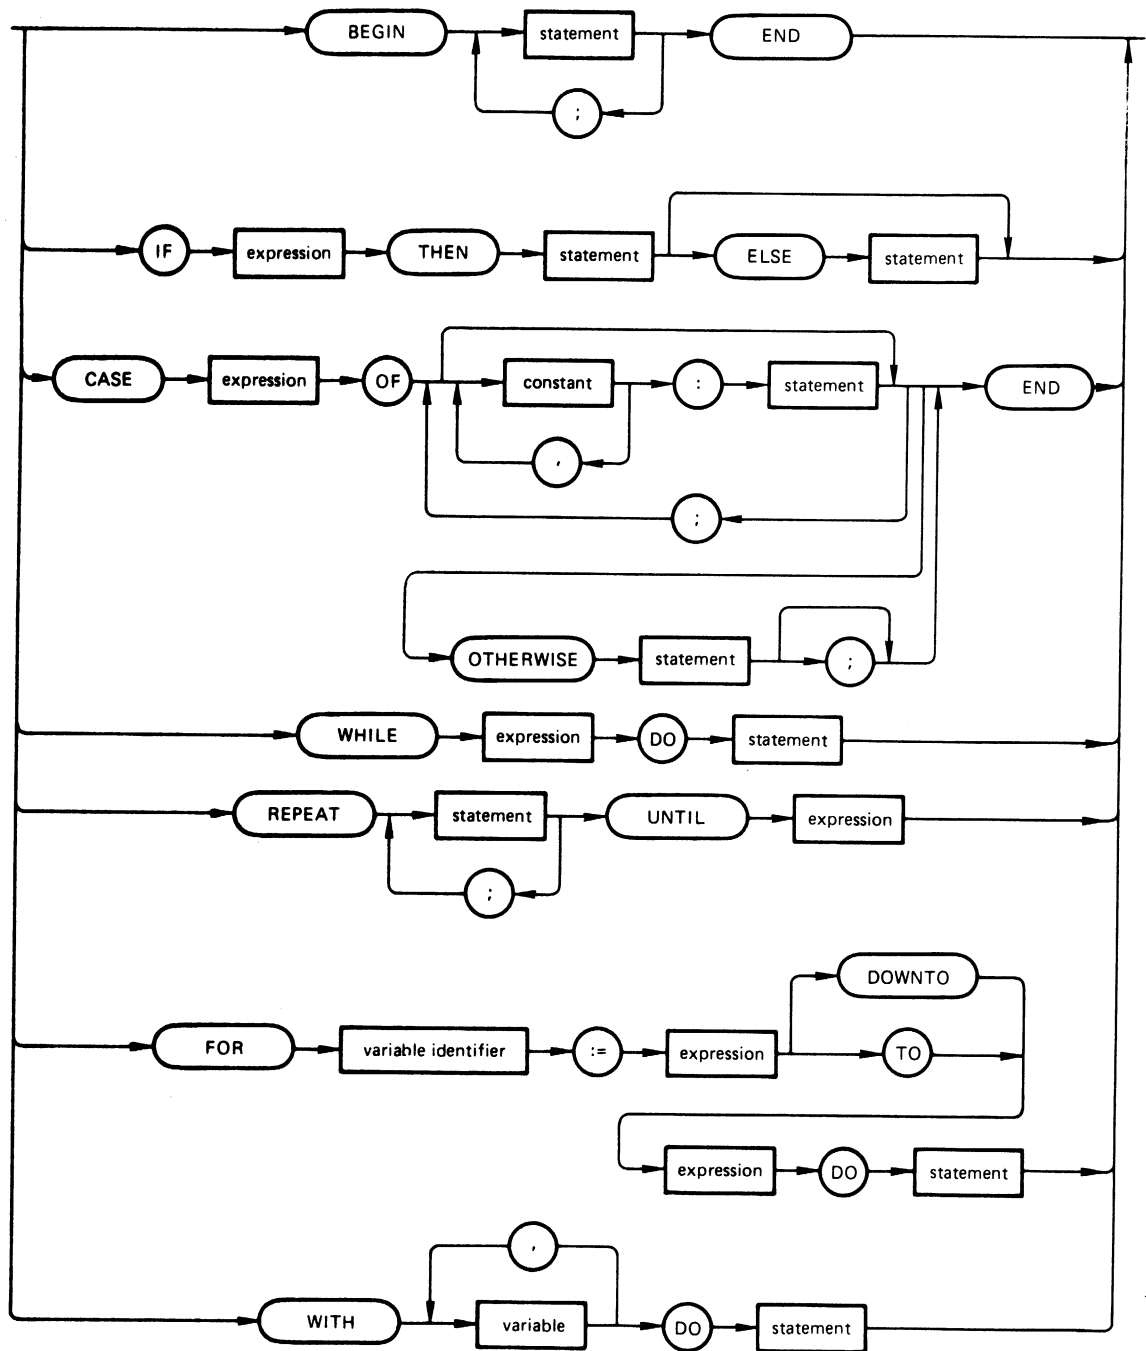 BEGIN statement END
;
IF expression THEN statement ELSE statement
CASE expression OF constant : statement END
,
;
OTHERWISE statement ;
WHILE expression DO statement
REPEAT statement UNTIL expression
;
DOWNTO
FOR variable identifier := expression TO
expression DO statement
,
WITH variable DO statement